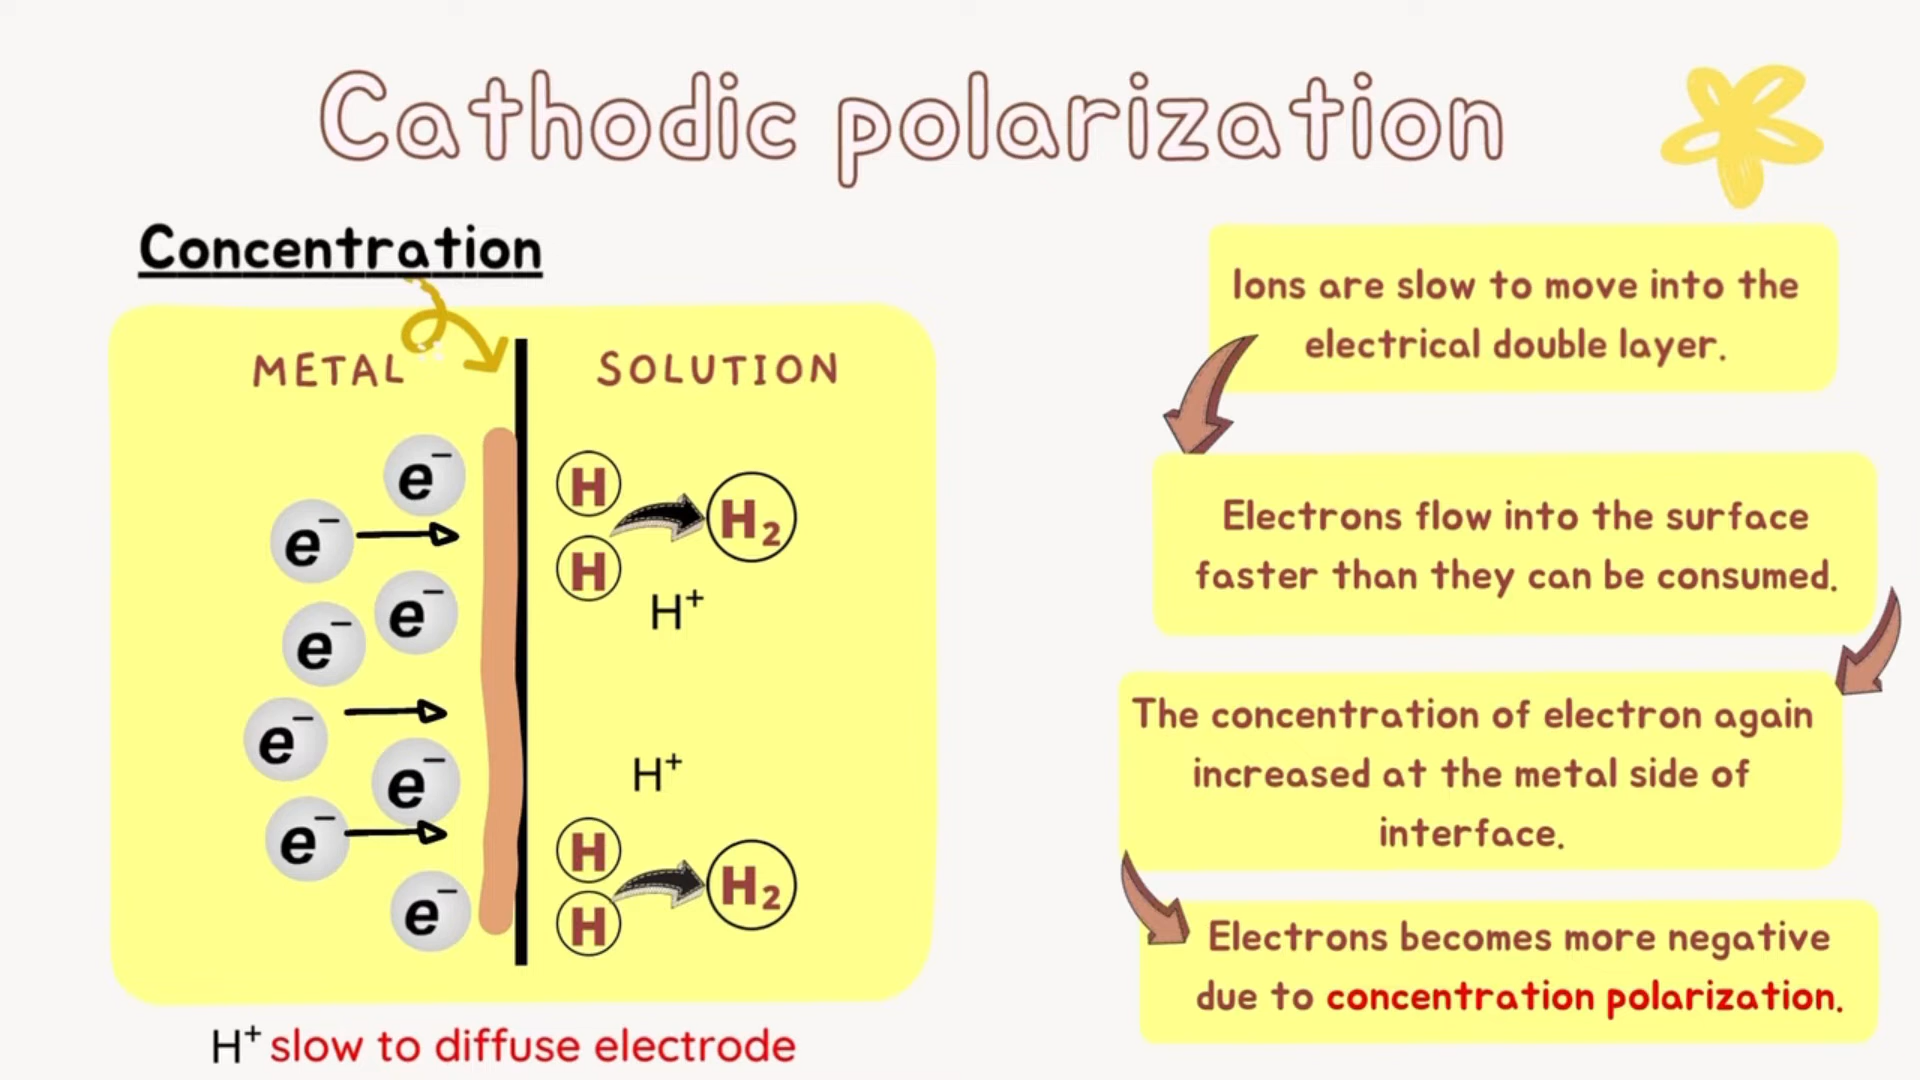 Cathodic polarization
Concentration
METAL
SOLUTION
e⁻
e⁻
e⁻
e⁻
e⁻
e⁻
e⁻
e⁻
H
H
H₂
H⁺
H⁺
H
H
H₂
H⁺ slow to diffuse electrode
Ions are slow to move into the
electrical double layer.
Electrons flow into the surface
faster than they can be consumed.
The concentration of electron again
increased at the metal side of
interface.
Electrons becomes more negative
due to concentration polarization.